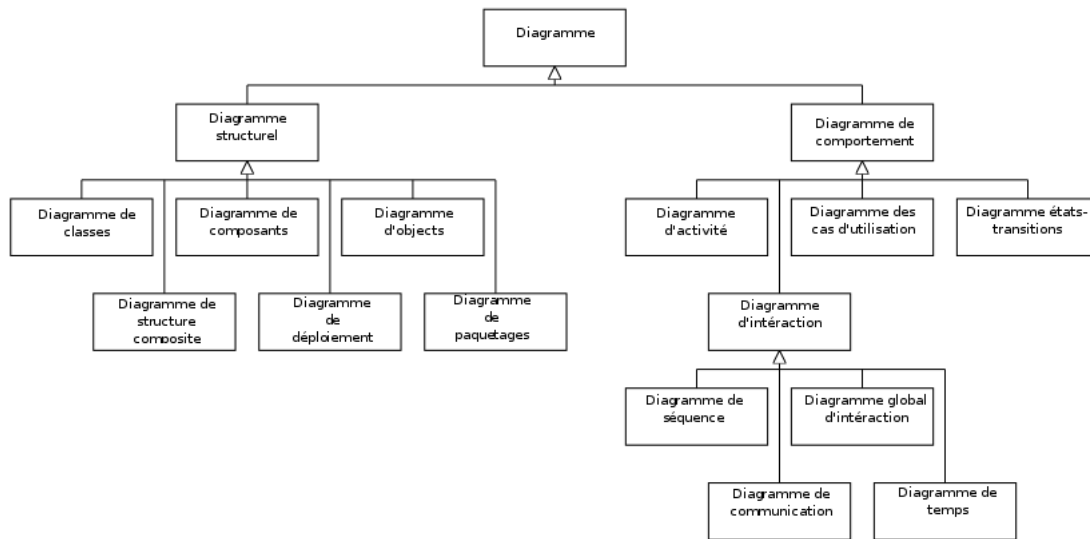 Diagramme
Diagramme
structurel
Diagramme de
comportement
Diagramme de
classes
Diagramme de
composants
Diagramme
d'objects
Diagramme
d'activité
Diagramme des
cas d'utilisation
Diagramme états-
transitions
Diagramme de
structure
composite
Diagramme
de
déploiement
Diagramme
de
paquetages
Diagramme
d'intéraction
Diagramme de
séquence
Diagramme global
d'intéraction
Diagramme de
communication
Diagramme de
temps